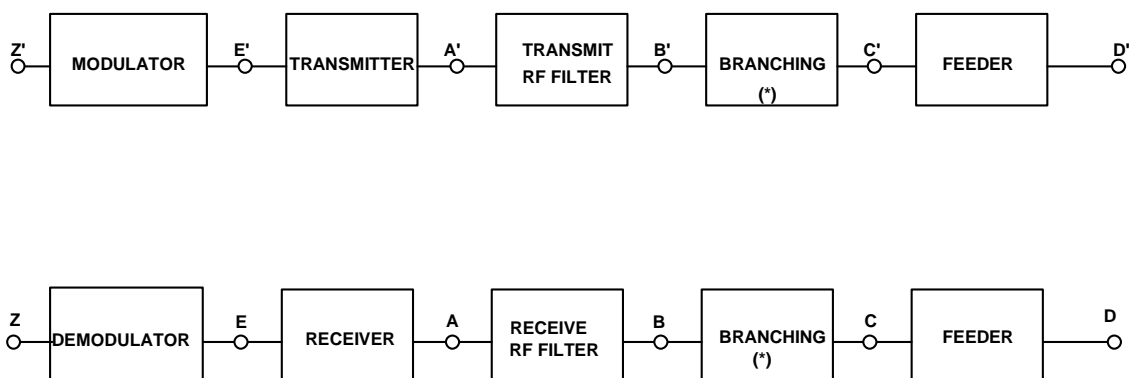 Z' MODULATOR E' TRANSMITTER A' TRANSMIT RF FILTER B' BRANCHING (*) C' FEEDER D'
Z DEMODULATOR E RECEIVER A RECEIVE RF FILTER B BRANCHING (*) C FEEDER D